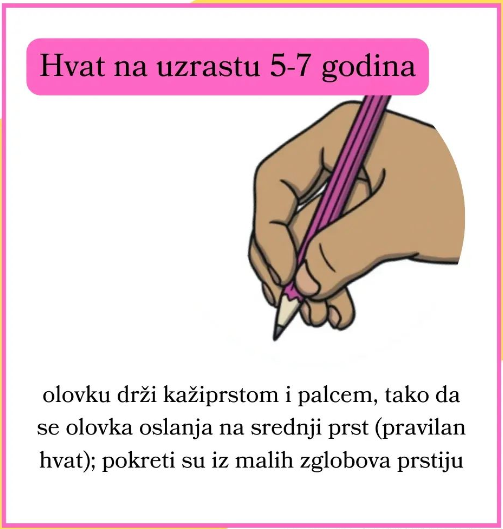 Hvat na uzrastu 5-7 godina
olovku drži kažiprstom i palcem, tako da
se olovka oslanja na srednji prst (pravilan
hvat); pokreti su iz malih zglobova prstiju